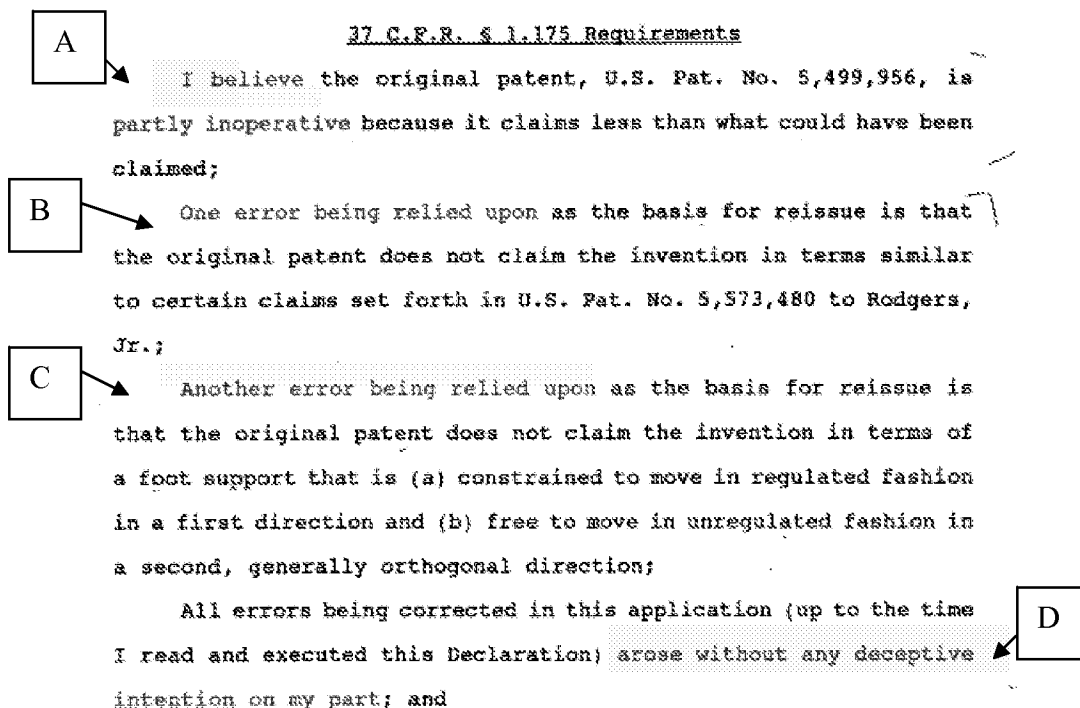 A
37 C.F.R. § 1.175 Requirements
I believe the original patent, U.S. Pat. No. 5,499,956, is
partly inoperative because it claims less than what could have been
claimed;
B
One error being relied upon as the basis for reissue is that
the original patent does not claim the invention in terms similar
to certain claims set forth in U.S. Pat. No. 5,573,480 to Rodgers,
Jr.;
C
Another error being relied upon as the basis for reissue is
that the original patent does not claim the invention in terms of
a foot support that is (a) constrained to move in regulated fashion
in a first direction and (b) free to move in unregulated fashion in
a second, generally orthogonal direction;
All errors being corrected in this application (up to the time
D
I read and executed this Declaration) arose without any deceptive
intention on my part; and